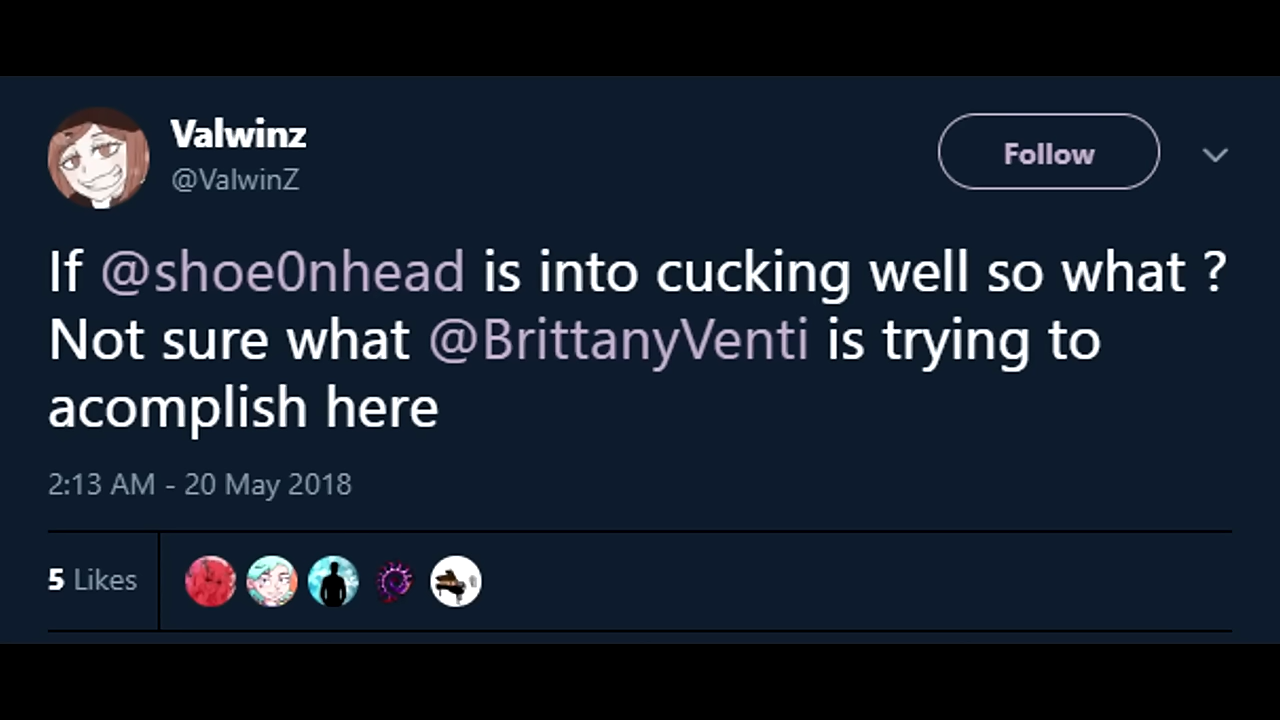 Valwinz
@ValwinZ
Follow
If @shoe0nhead is into cucking well so what ?
Not sure what @BrittanyVenti is trying to
acomplish here
2:13 AM - 20 May 2018
5 Likes